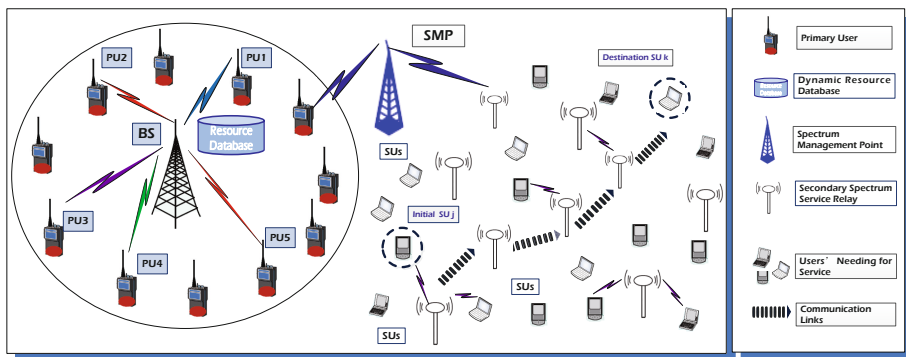 SMP
PU2
PU1
Destination SU k
BS
Resource
Database
SUs
PU3
Initial SU j
PU5
PU4
SUs
SUs
Primary User
Dynamic Resource
Database
Spectrum
Management Point
Secondary Spectrum
Service Relay
Users' Needing for
Service
Communication
Links